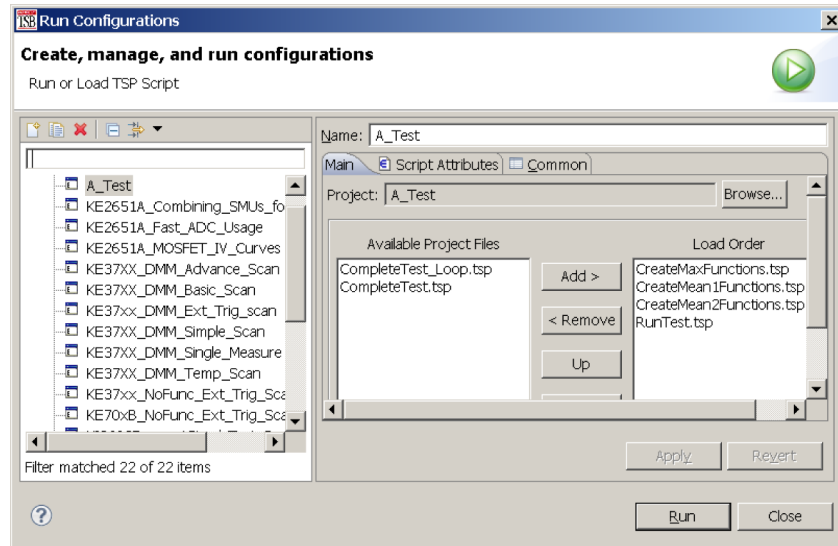 TSB Run Configurations
Create, manage, and run configurations
Run or Load TSP Script
A_Test
KE2651A_Combining_SMUs_fo
KE2651A_Fast_ADC_Usage
KE2651A_MOSFET_IV_Curves
KE37XX_DMM_Advance_Scan
KE37XX_DMM_Basic_Scan
KE37xx_DMM_Ext_Trig_scan
KE37XX_DMM_Simple_Scan
KE37XX_DMM_Single_Measure
KE37XX_DMM_Temp_Scan
KE37xx_NoFunc_Ext_Trig_Sca
KE70xB_NoFunc_Ext_Trig_Sca
Filter matched 22 of 22 items
Name: A_Test
Main Script Attributes Common
Project: A_Test Browse...
Available Project Files
CompleteTest_Loop.tsp
CompleteTest.tsp
Add >
< Remove
Up
Load Order
CreateMaxFunctions.tsp
CreateMean1Functions.tsp
CreateMean2Functions.tsp
RunTest.tsp
Apply Revert
? Run Close